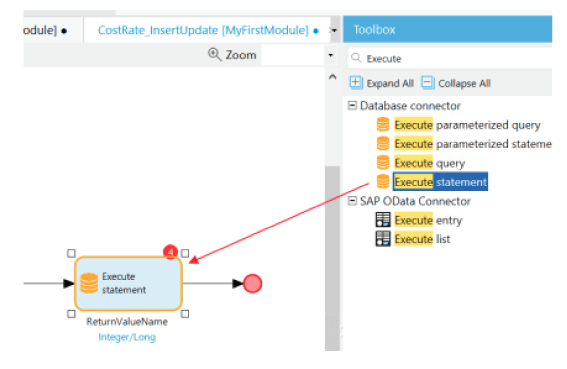 odule] •
CostRate_InsertUpdate [MyFirstModule] •
Toolbox
Zoom
Execute
Expand All
Collapse All
Database connector
Execute parameterized query
Execute parameterized stateme
Execute query
Execute statement
SAP OData Connector
Execute entry
Execute list
4
Execute
statement
ReturnValueName
Integer/Long